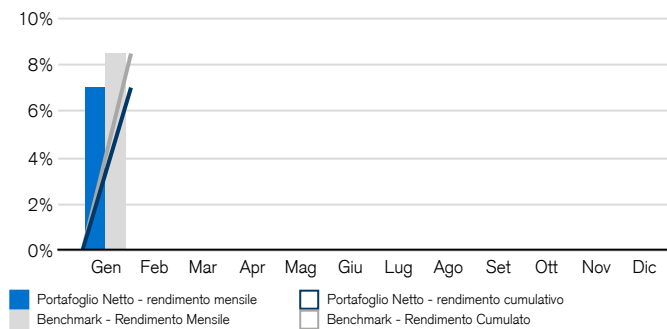 10%
8%
6%
4%
2%
0%
Gen Feb Mar Apr Mag Giu Lug Ago Set Ott Nov Dic
Portafoglio Netto - rendimento mensile
Portafoglio Netto - rendimento cumulativo
Benchmark - Rendimento Mensile
Benchmark - Rendimento Cumulato